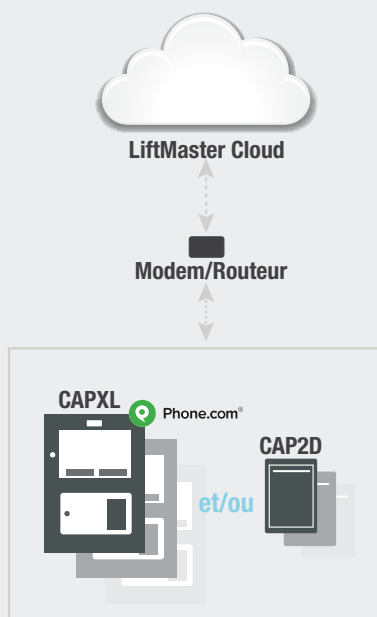 LiftMaster Cloud
Modem/Routeur
CAPXL
Phone.com®
CAP2D
et/ou